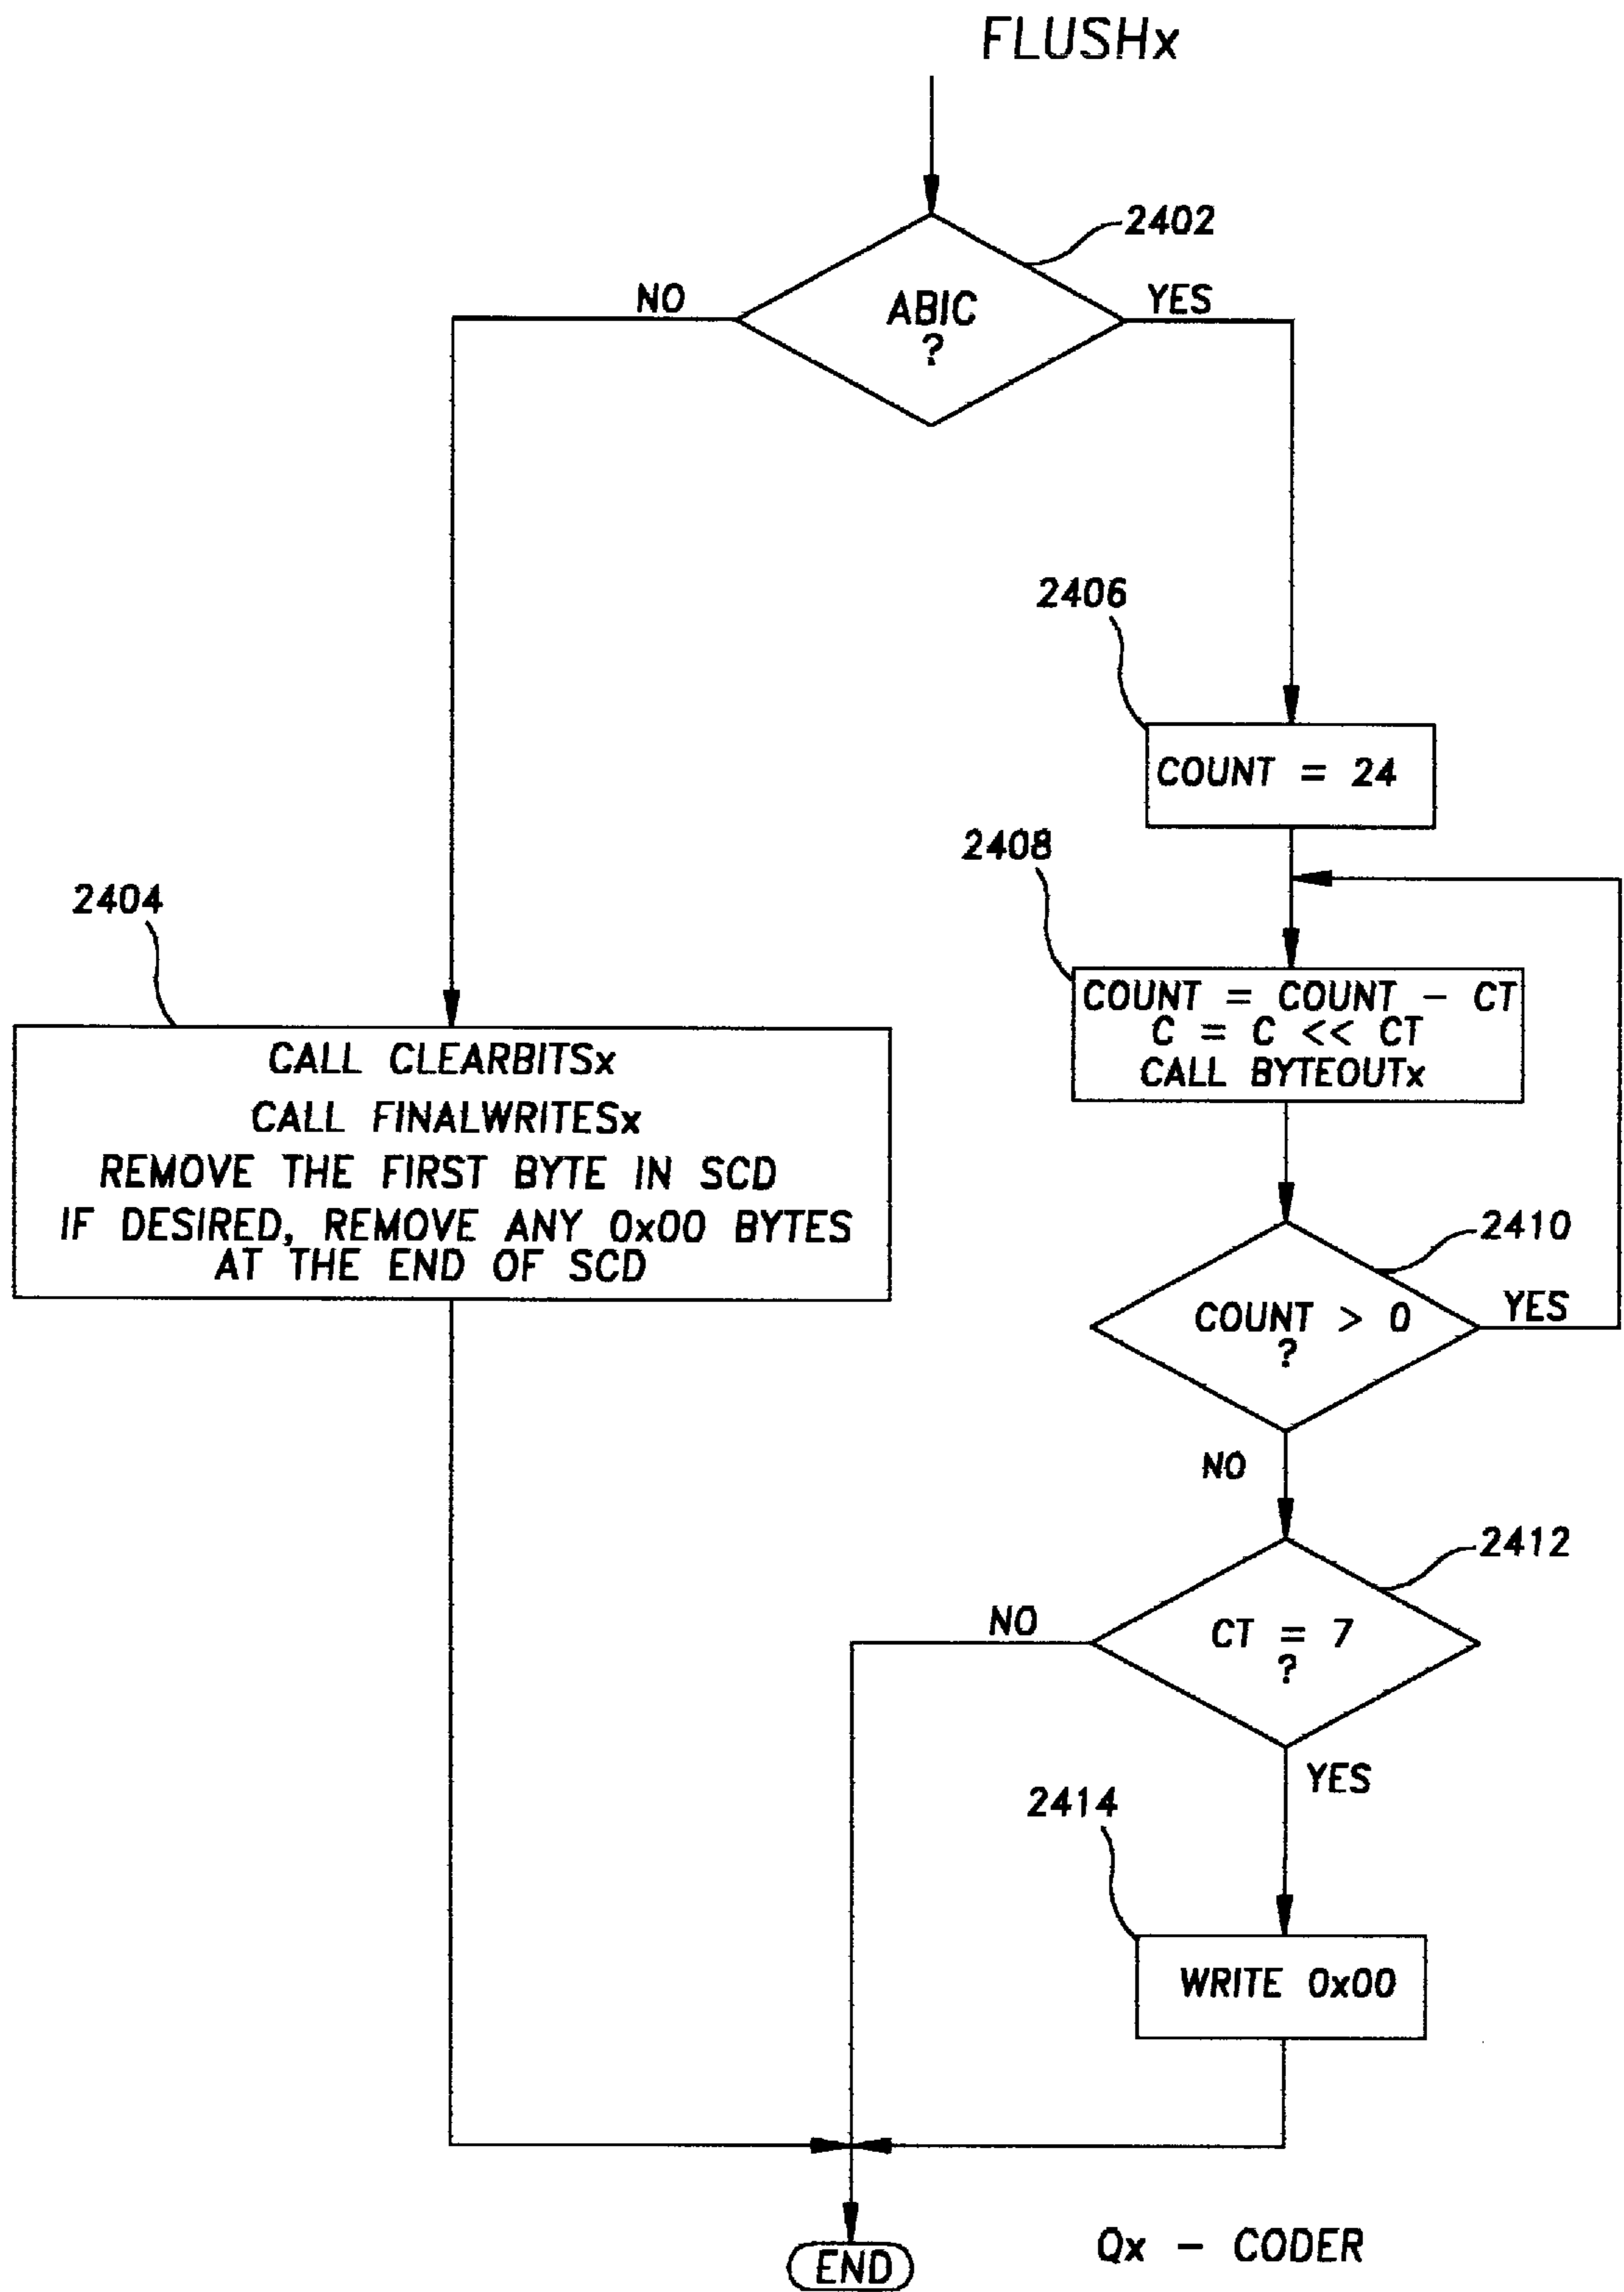 FLUSHx
2402
NO
ABIC
?
YES
2406
COUNT = 24
2408
2404
COUNT = COUNT - CT
C = C << CT
CALL BYTEOUTx
CALL CLEARBITSx
CALL FINALWRITESx
REMOVE THE FIRST BYTE IN SCD
IF DESIRED, REMOVE ANY 0x00 BYTES
AT THE END OF SCD
2410
COUNT > 0
?
YES
NO
2412
NO
CT = 7
?
YES
2414
WRITE 0x00
END
Qx - CODER